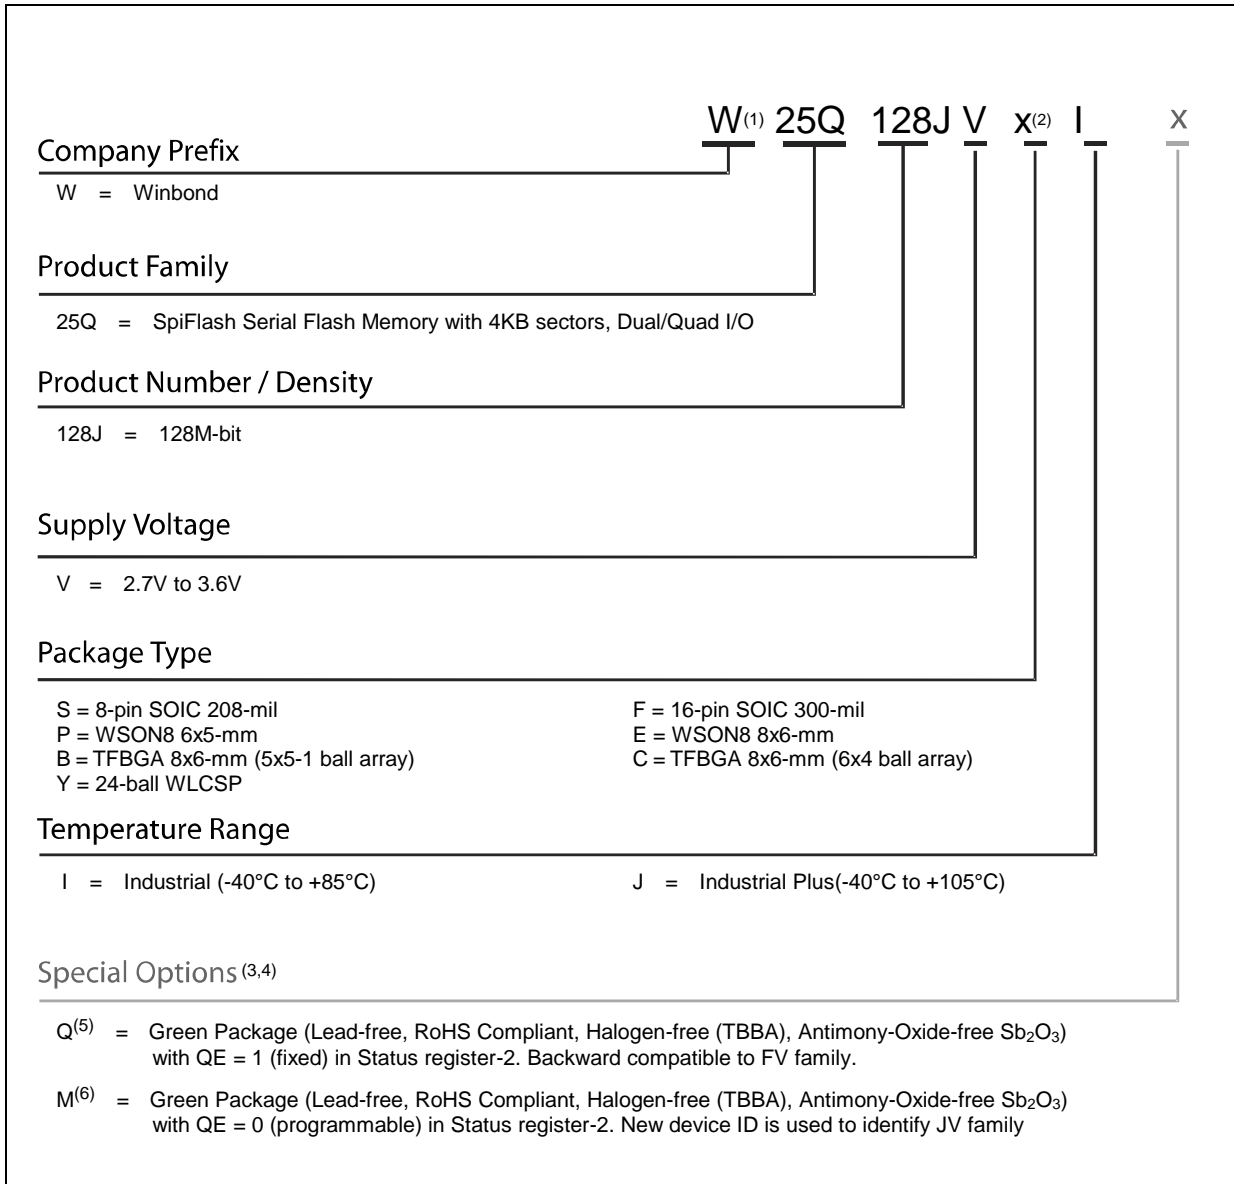 W(1) 25Q 128J V x(2) I x
Company Prefix
W = Winbond
Product Family
25Q = SpiFlash Serial Flash Memory with 4KB sectors, Dual/Quad I/O
Product Number / Density
128J = 128M-bit
Supply Voltage
V = 2.7V to 3.6V
Package Type
S = 8-pin SOIC 208-mil F = 16-pin SOIC 300-mil
P = WSON8 6x5-mm E = WSON8 8x6-mm
B = TFBGA 8x6-mm (5x5-1 ball array) C = TFBGA 8x6-mm (6x4 ball array)
Y = 24-ball WLCSP
Temperature Range
I = Industrial (-40°C to +85°C) J = Industrial Plus(-40°C to +105°C)
Special Options (3,4)
Q(5) = Green Package (Lead-free, RoHS Compliant, Halogen-free (TBBA), Antimony-Oxide-free Sb₂O₃)
with QE = 1 (fixed) in Status register-2. Backward compatible to FV family.
M(6) = Green Package (Lead-free, RoHS Compliant, Halogen-free (TBBA), Antimony-Oxide-free Sb₂O₃)
with QE = 0 (programmable) in Status register-2. New device ID is used to identify JV family